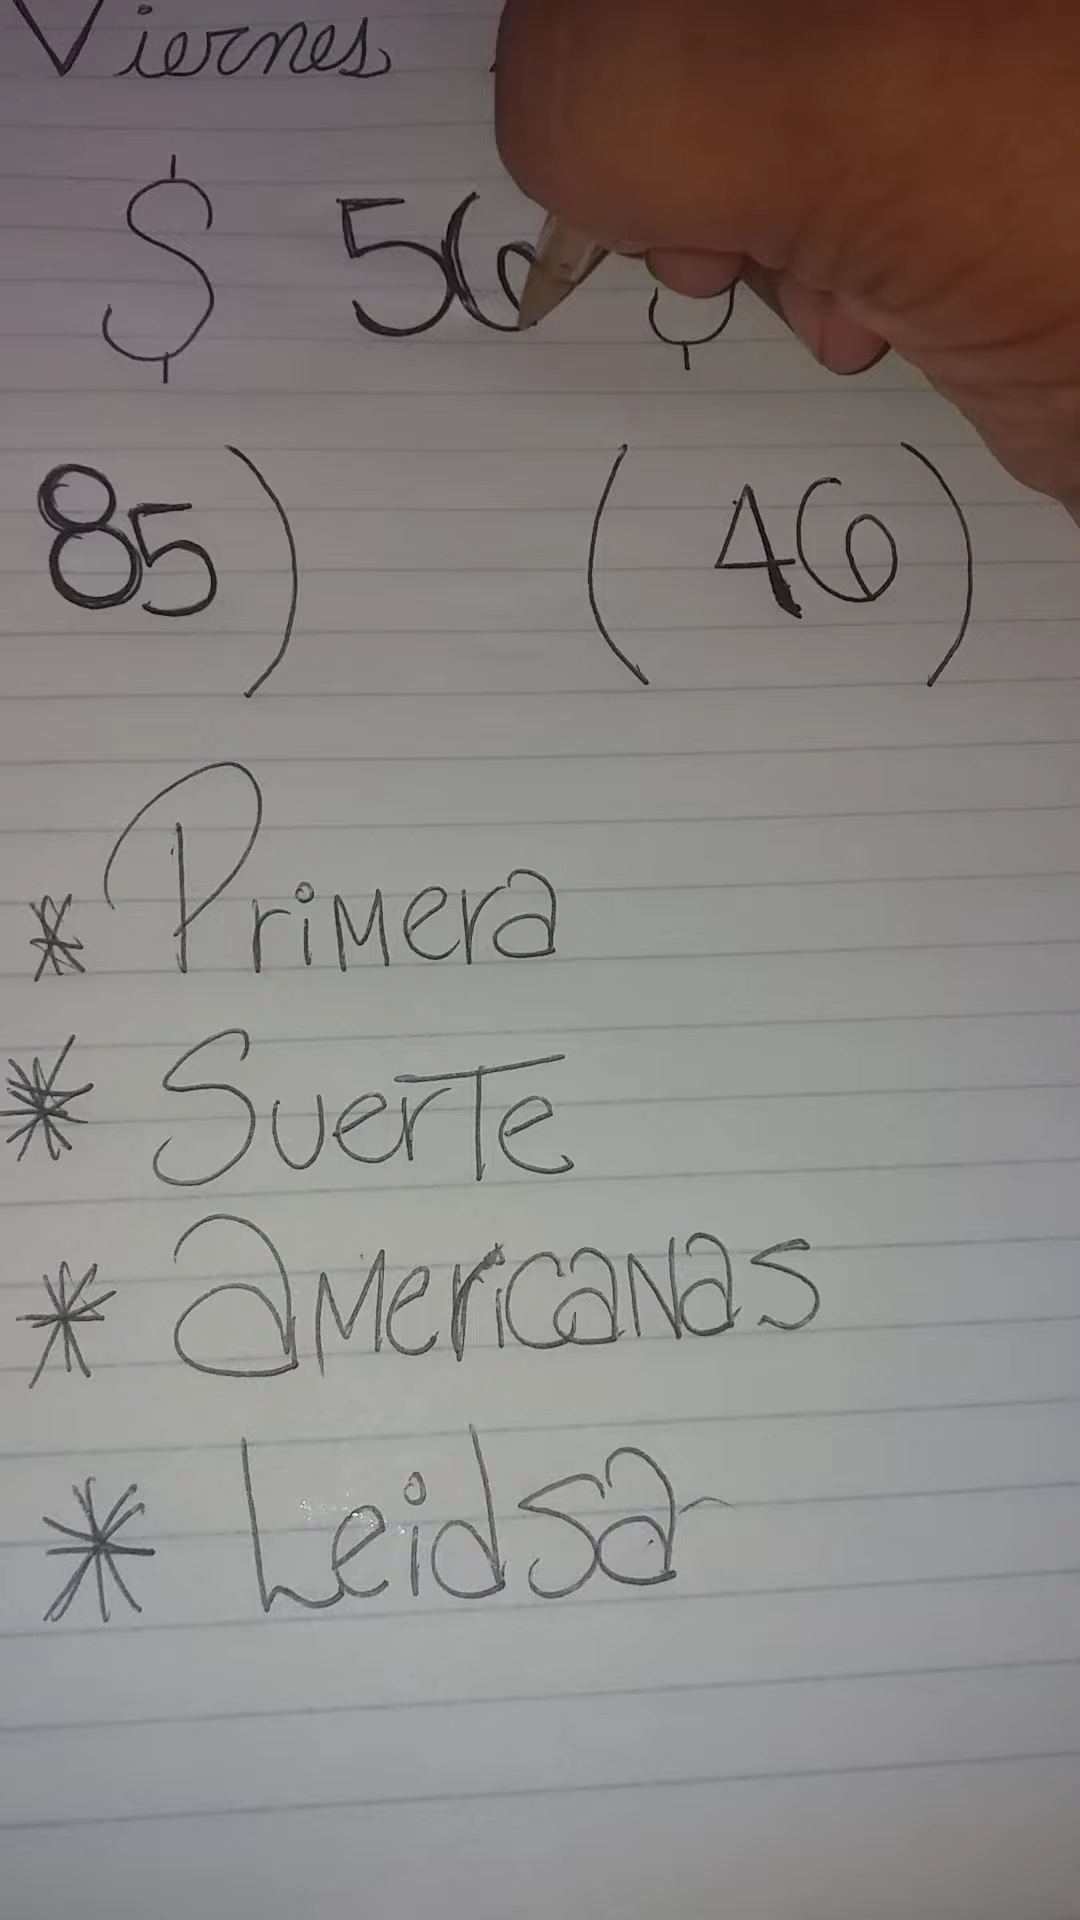 Viernes
$ 56 $
85) (46)
* Primera
* Suerte
* americanas
* Leidsa